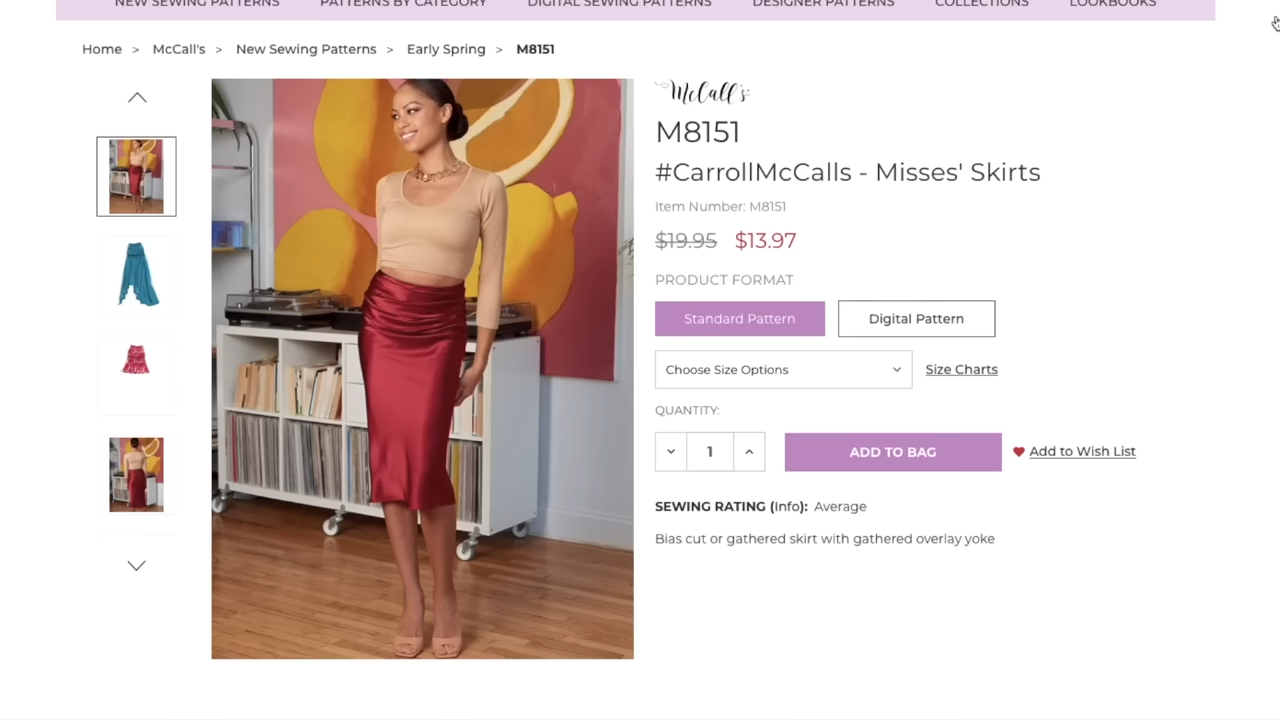 NEW SEWING PATTERNS PATTERNS BY CATEGORY DIGITAL SEWING PATTERNS DESIGNER PATTERNS COLLECTIONS LOOKBOOKS
Home > McCall's > New Sewing Patterns > Early Spring > M8151
McCall's
M8151
#CarrollMcCalls - Misses' Skirts
Item Number: M8151
$19.95 $13.97
PRODUCT FORMAT
Standard Pattern Digital Pattern
Choose Size Options Size Charts
QUANTITY:
1 ADD TO BAG Add to Wish List
SEWING RATING (Info): Average
Bias cut or gathered skirt with gathered overlay yoke